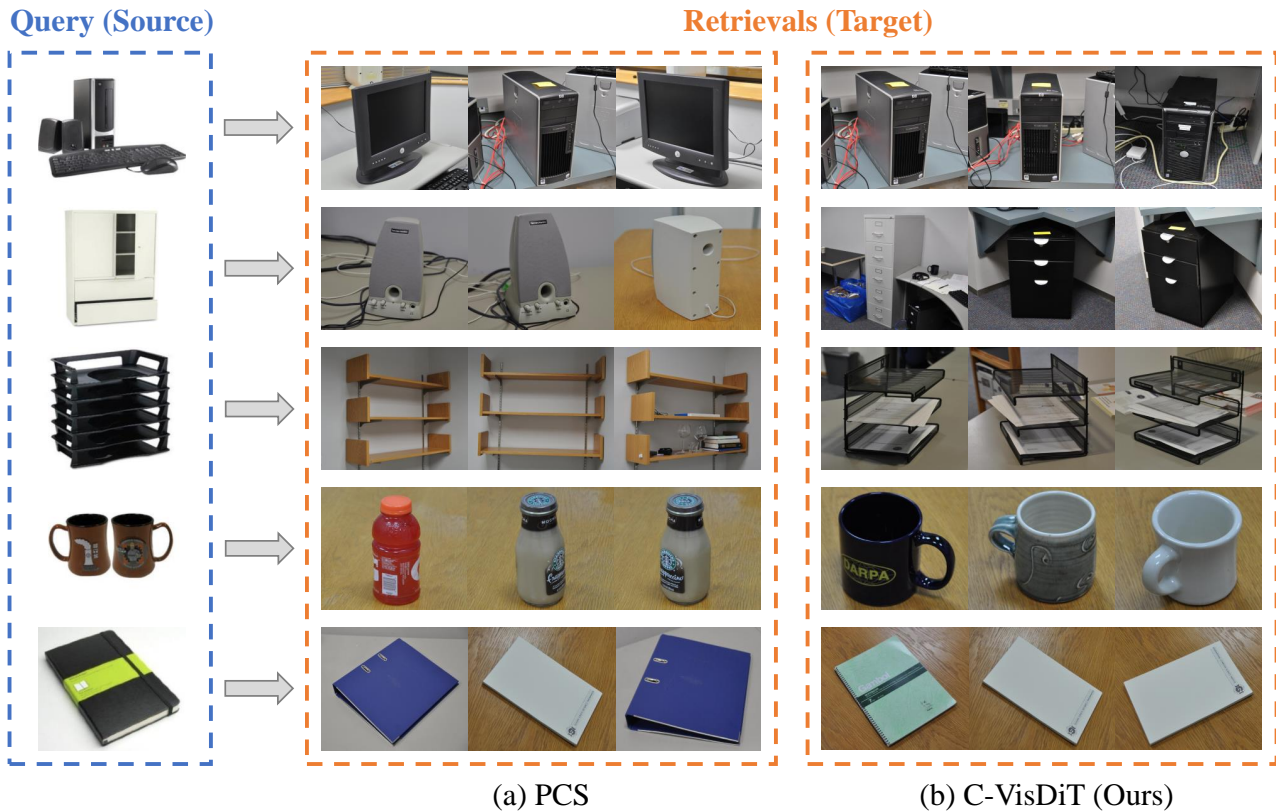 Query (Source)
Retrievals (Target)
DARPA
(a) PCS
(b) C-VisDiT (Ours)